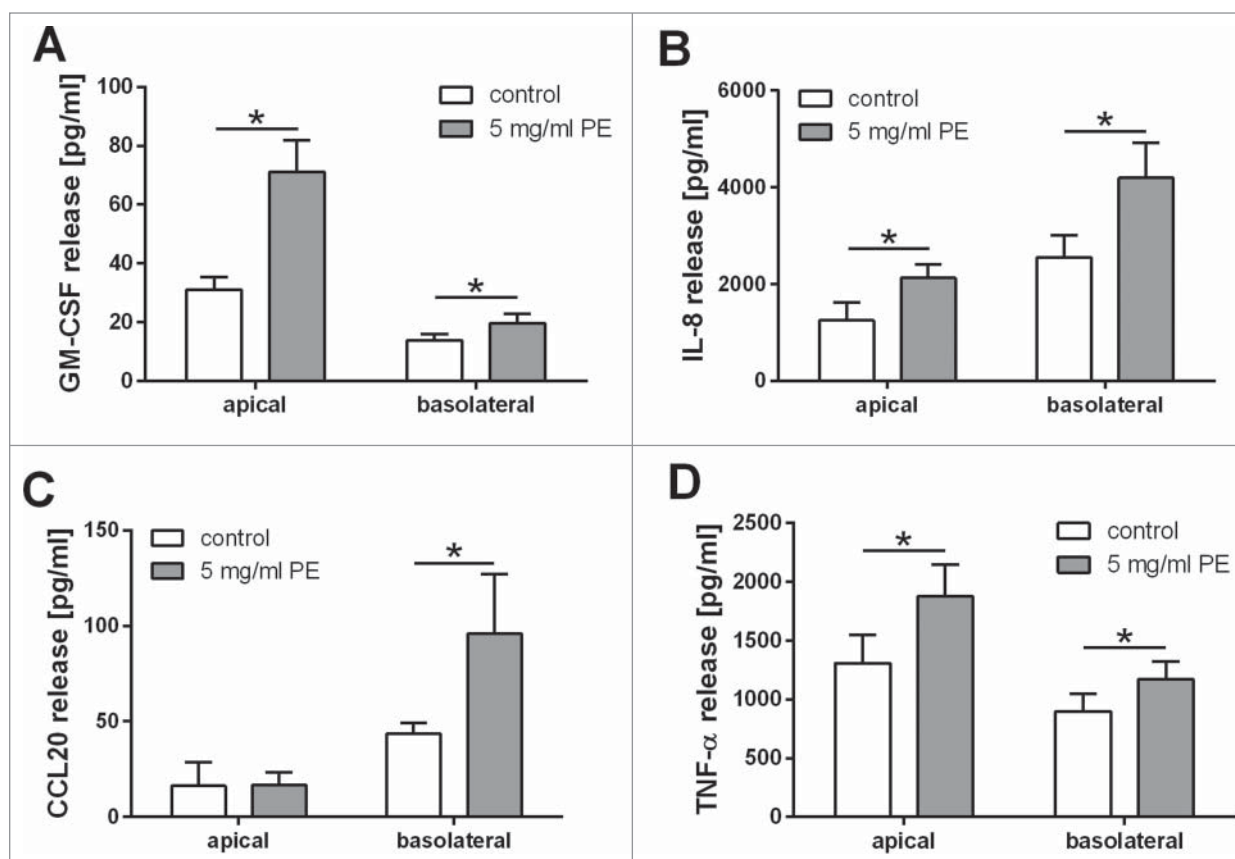 A
GM-CSF release [pg/ml]
100
80
60
40
20
0
control
5 mg/ml PE
*
*
apical
basolateral
B
IL-8 release [pg/ml]
6000
4000
2000
0
control
5 mg/ml PE
*
*
apical
basolateral
C
CCL20 release [pg/ml]
150
100
50
0
control
5 mg/ml PE
*
apical
basolateral
D
TNF-α release [pg/ml]
2500
2000
1500
1000
500
0
control
5 mg/ml PE
*
*
apical
basolateral